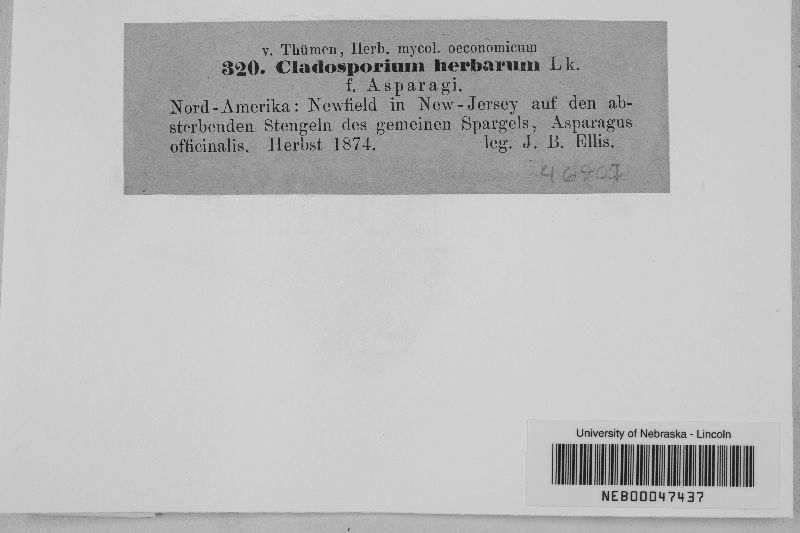 v. Thümen, Herb. mycol. oeconomicum
320. Cladosporium herbarum Lk.
f. Asparagi.
Nord-Amerika: Newfield in New-Jersey auf den ab-
sterbenden Stengeln des gemeinen Spargels, Asparagus
officinalis. Herbst 1874. leg. J. B. Ellis.
46907
University of Nebraska - Lincoln
NEB00047437